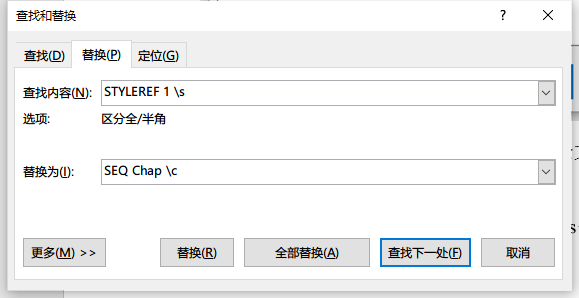 查找和替换
查找(D) 替换(P) 定位(G)
查找内容(N): STYLEREF 1 \s
选项: 区分全/半角
替换为(I): SEQ Chap \c
更多(M) >> 替换(R) 全部替换(A) 查找下一处(F) 取消